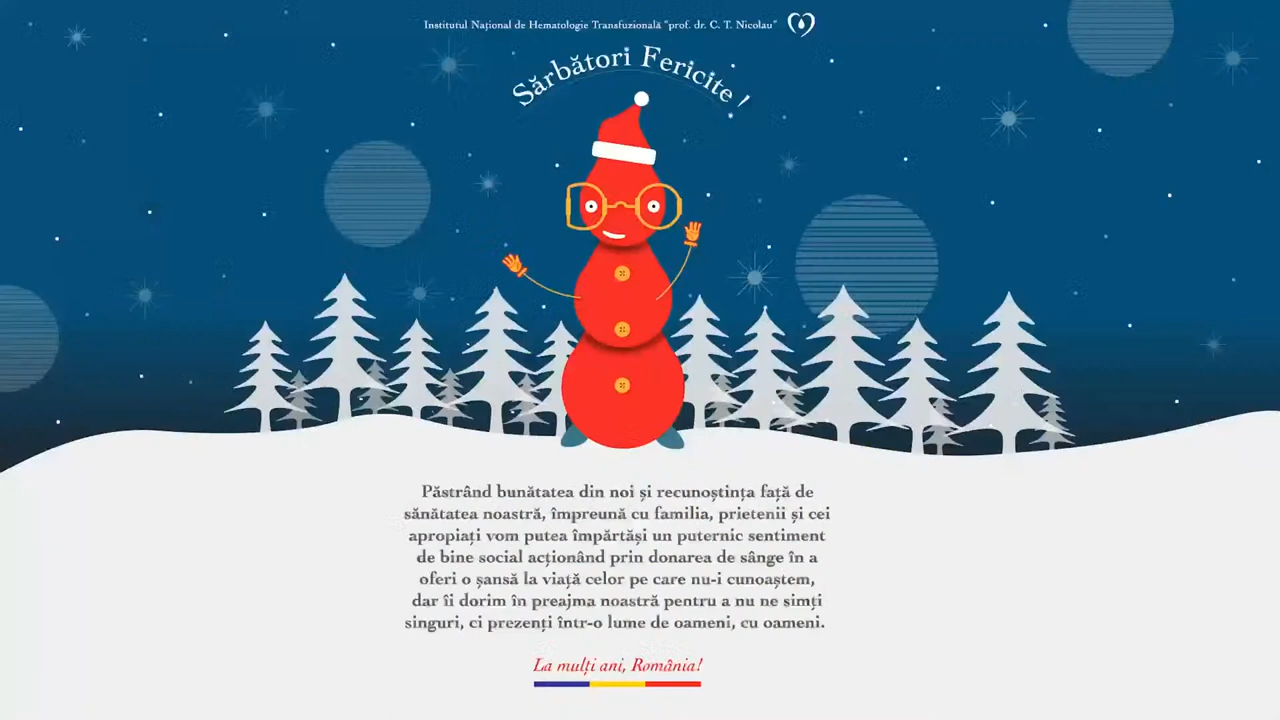 Institutul Național de Hematologie Transfuzională "prof. dr. C. T. Nicolau"
Sărbători Fericite !
Păstrând bunătatea din noi și recunoștința față de
sănătatea noastră, împreună cu familia, prietenii și cei
apropiați vom putea împărtăși un puternic sentiment
de bine social acționând prin donarea de sânge în a
oferi o șansă la viață celor pe care nu-i cunoaștem,
dar îi dorim în preajma noastră pentru a nu ne simți
singuri, ci prezenți într-o lume de oameni, cu oameni.
La mulți ani, România!